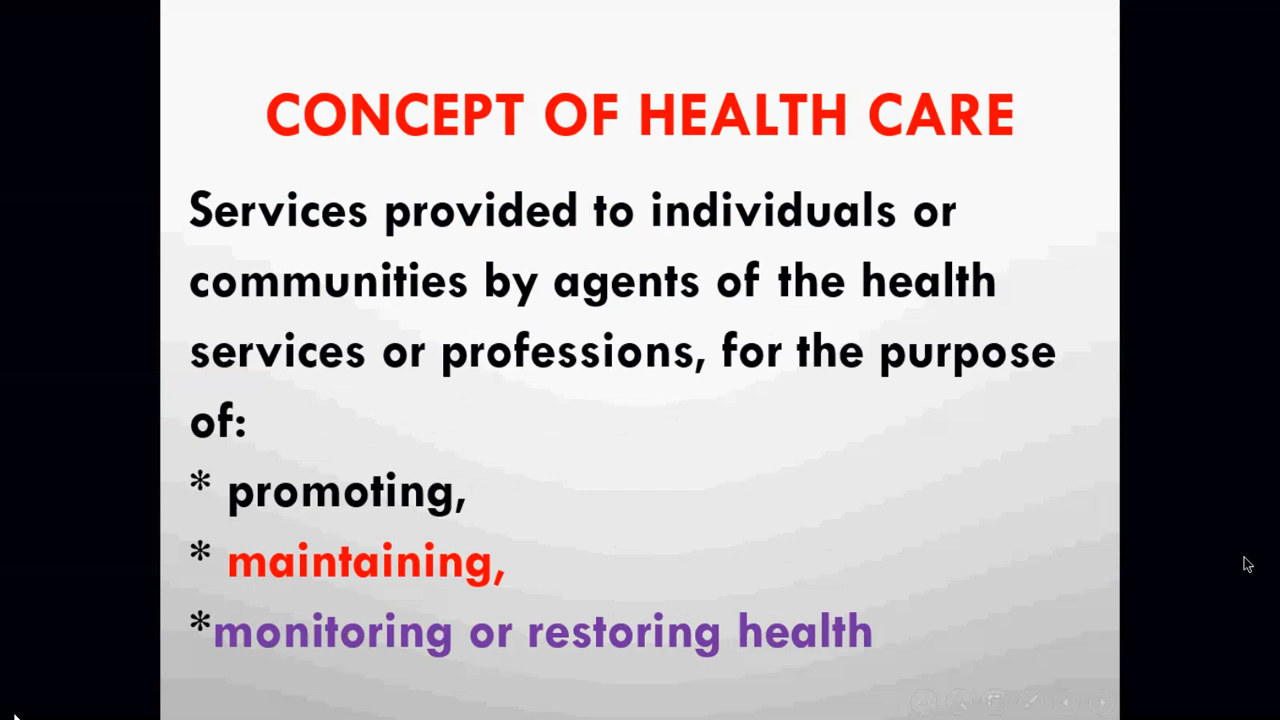 CONCEPT OF HEALTH CARE
Services provided to individuals or
communities by agents of the health
services or professions, for the purpose
of:
* promoting,
* maintaining,
*monitoring or restoring health